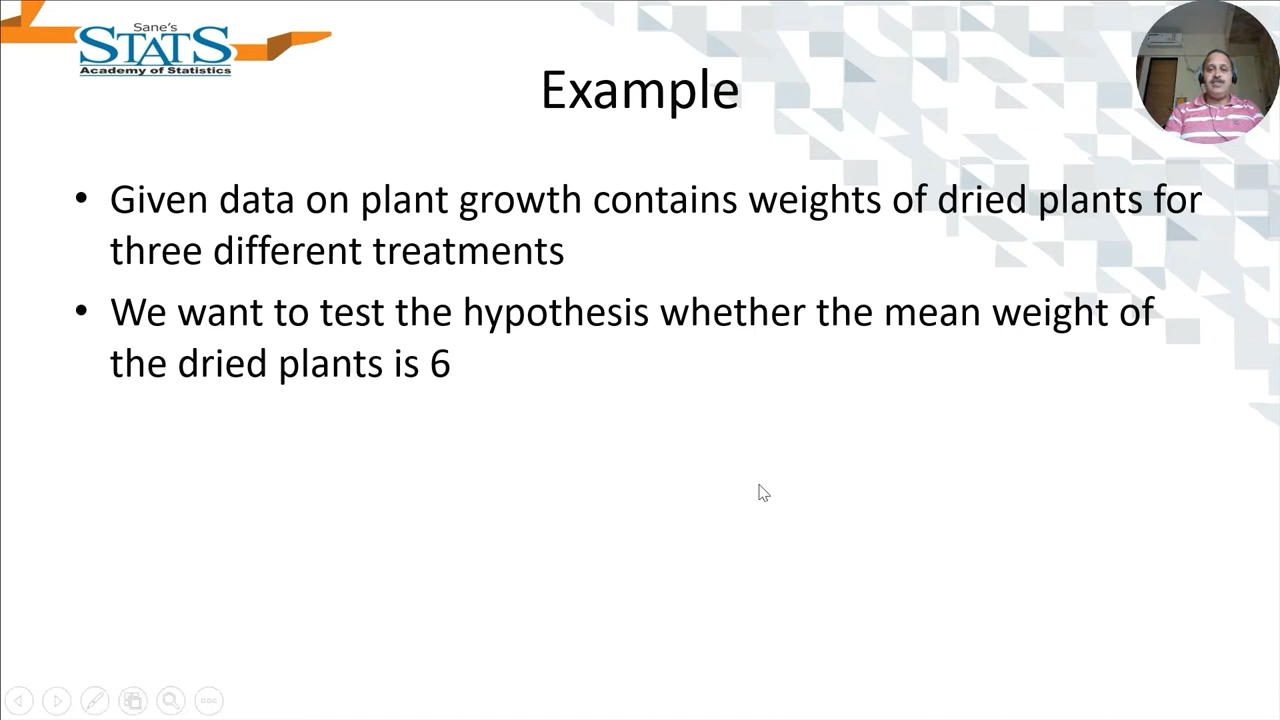 Sane's
STATS
Academy of Statistics
Example
• Given data on plant growth contains weights of dried plants for
three different treatments
• We want to test the hypothesis whether the mean weight of
the dried plants is 6